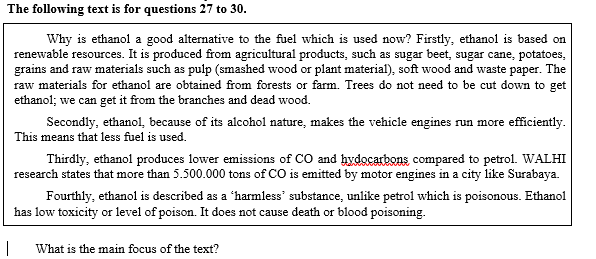 The following text is for questions 27 to 30.
Why is ethanol a good alternative to the fuel which is used now? Firstly, ethanol is based on
renewable resources. It is produced from agricultural products, such as sugar beet, sugar cane, potatoes,
grains and raw materials such as pulp (smashed wood or plant material), soft wood and waste paper. The
raw materials for ethanol are obtained from forests or farm. Trees do not need to be cut down to get
ethanol; we can get it from the branches and dead wood.
Secondly, ethanol, because of its alcohol nature, makes the vehicle engines run more efficiently.
This means that less fuel is used.
Thirdly, ethanol produces lower emissions of CO and hydocarbons compared to petrol. WALHI
research states that more than 5.500.000 tons of CO is emitted by motor engines in a city like Surabaya.
Fourthly, ethanol is described as a ‘harmless’ substance, unlike petrol which is poisonous. Ethanol
has low toxicity or level of poison. It does not cause death or blood poisoning.
What is the main focus of the text?